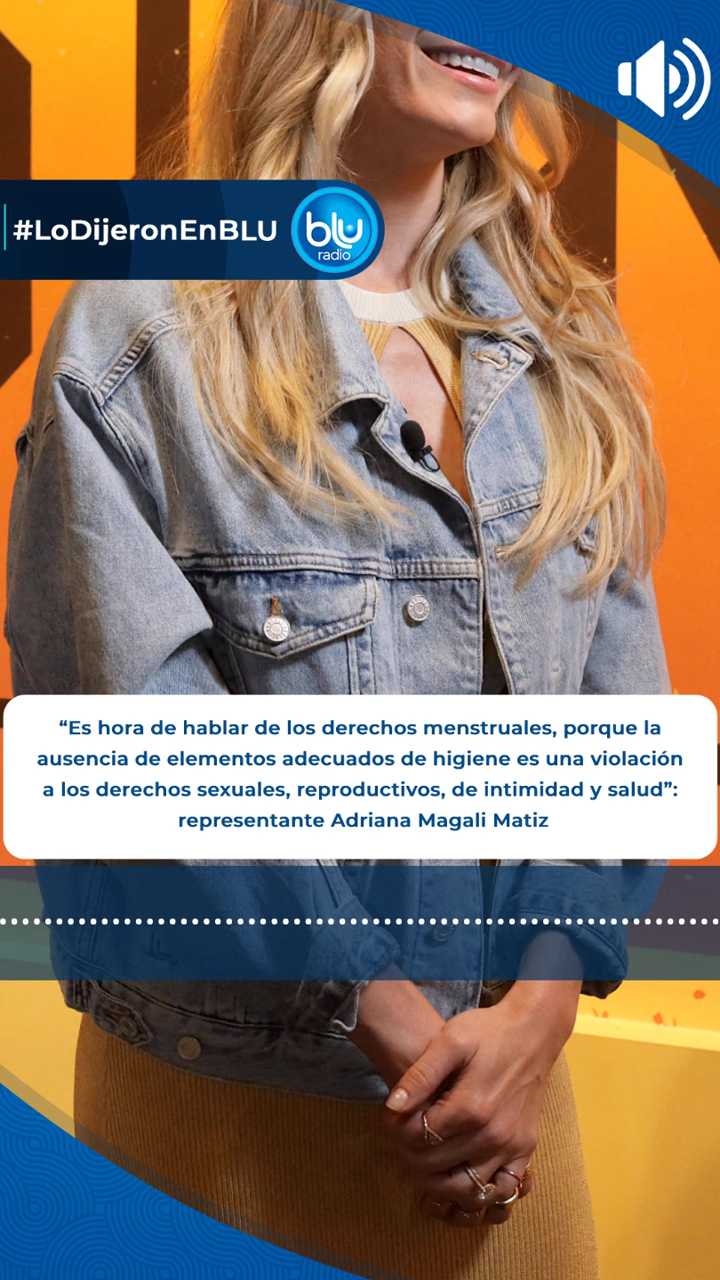 #LoDijeronEnBLU
blu
radio
“Es hora de hablar de los derechos menstruales, porque la
ausencia de elementos adecuados de higiene es una violación
a los derechos sexuales, reproductivos, de intimidad y salud”:
representante Adriana Magali Matiz